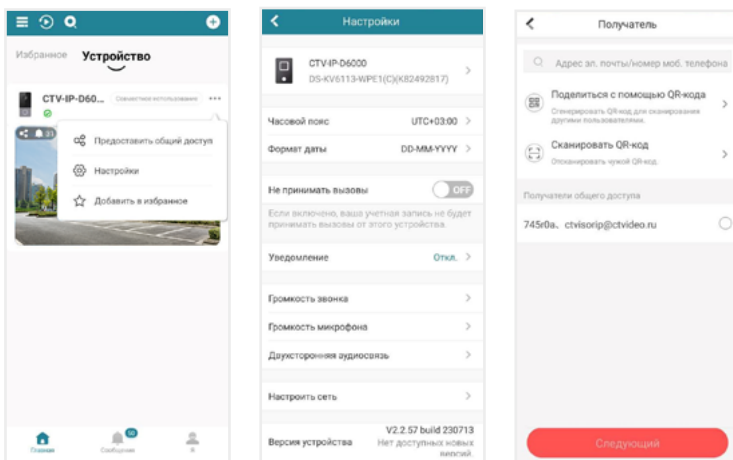 Избранное Устройство
CTV-IP-D60... Совместное использование ...
31
Предоставить общий доступ
Настройки
Добавить в избранное
50
Главная Сообщения Я
Настройки
CTV-IP-D6000
DS-KV6113-WPE1(C)(K82492817)
Часовой пояс UTC+03:00
Формат даты DD-MM-YYYY
Не принимать вызовы OFF
Если включено, ваша учетная запись не будет
принимать вызовы от этого устройства.
Уведомление Откл.
Громкость звонка
Громкость микрофона
Двухсторонняя аудиосвязь
Настроить сеть
Версия устройства
V2.2.57 build 230713
Нет доступных новых
версий.
Получатель
Адрес эл. почты/номер моб. телефона
Поделиться с помощью QR-кода
Сгенерировать QR-код для сканирования
другими пользователями.
Сканировать QR-код
Отсканировать чужой QR-код.
Получатели общего доступа
745r0a、ctvisorip@ctvideo.ru
Следующий